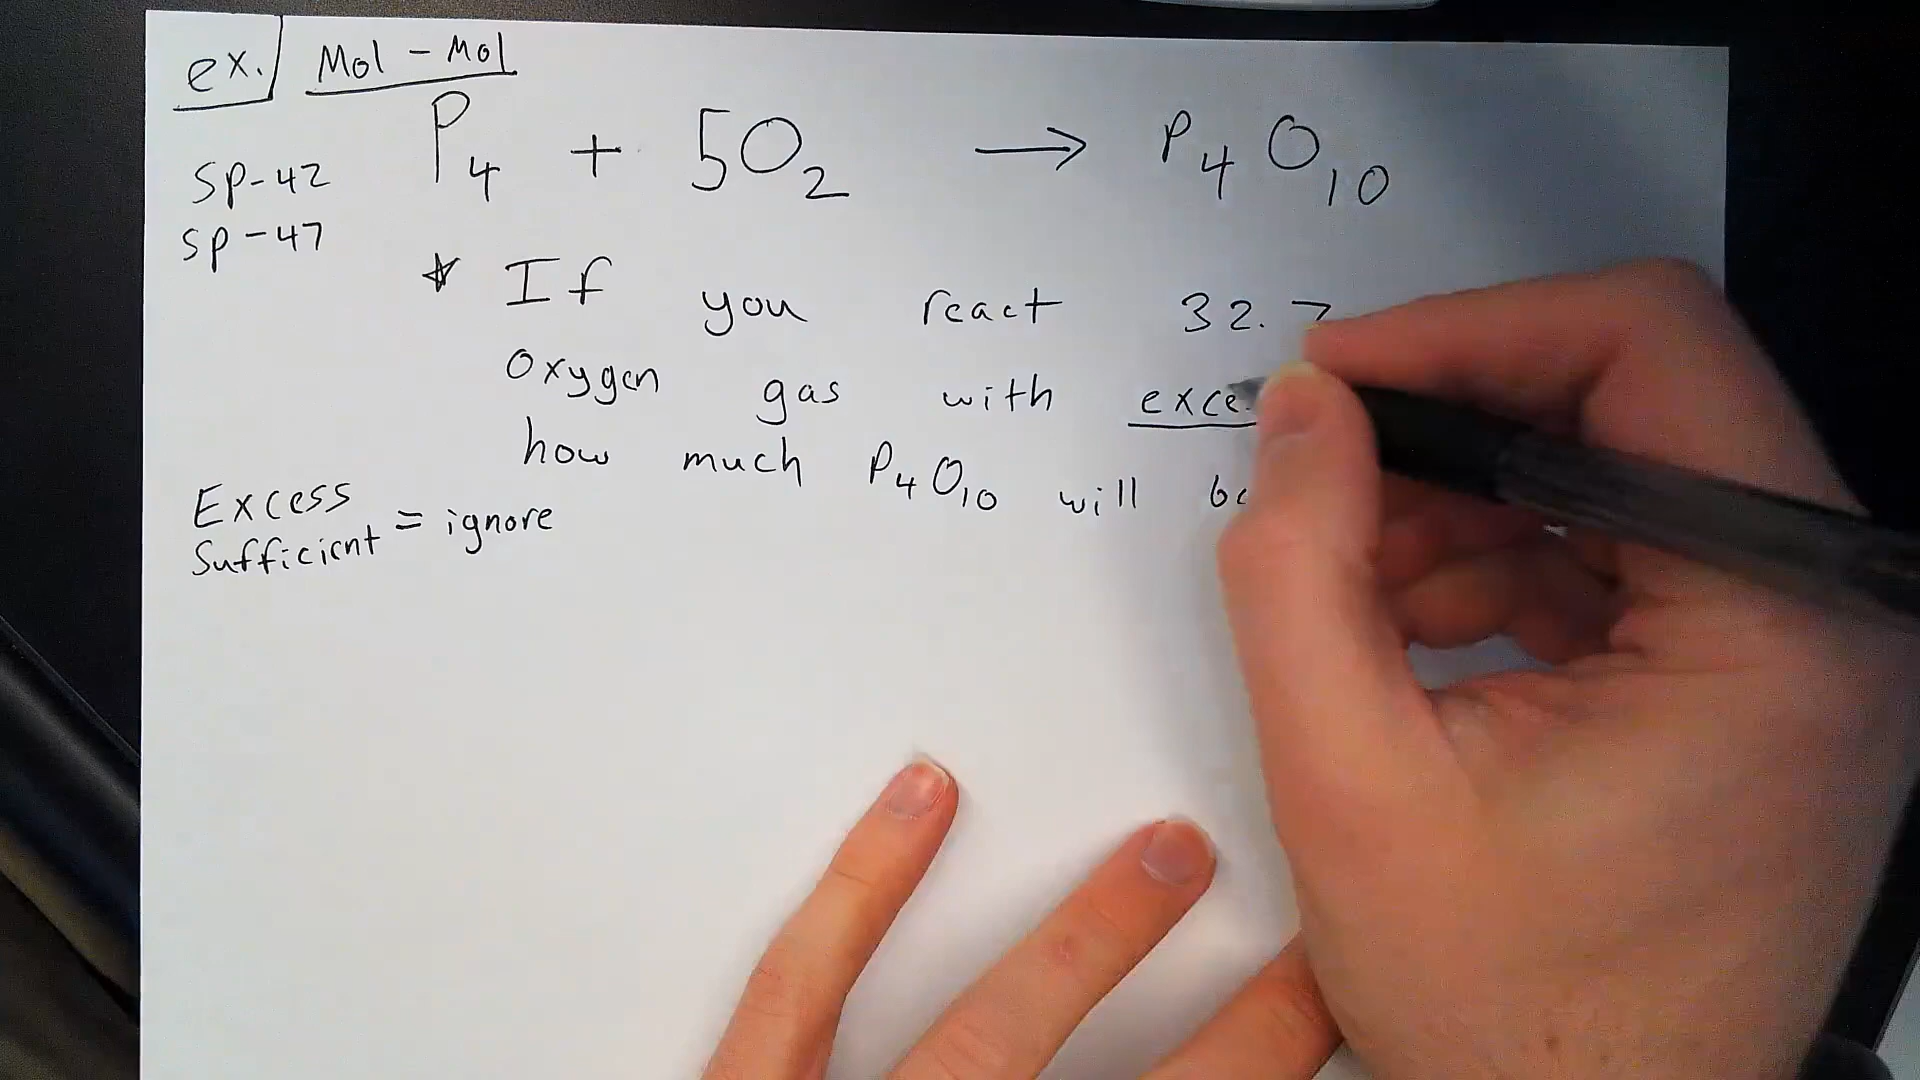 ex. Mol - Mol
P4 + 5O2 → P4O10
SP-42
SP-47
* If you react 32.7
oxygen gas with
how much P4O10 will
Excess
Sufficient = ignore